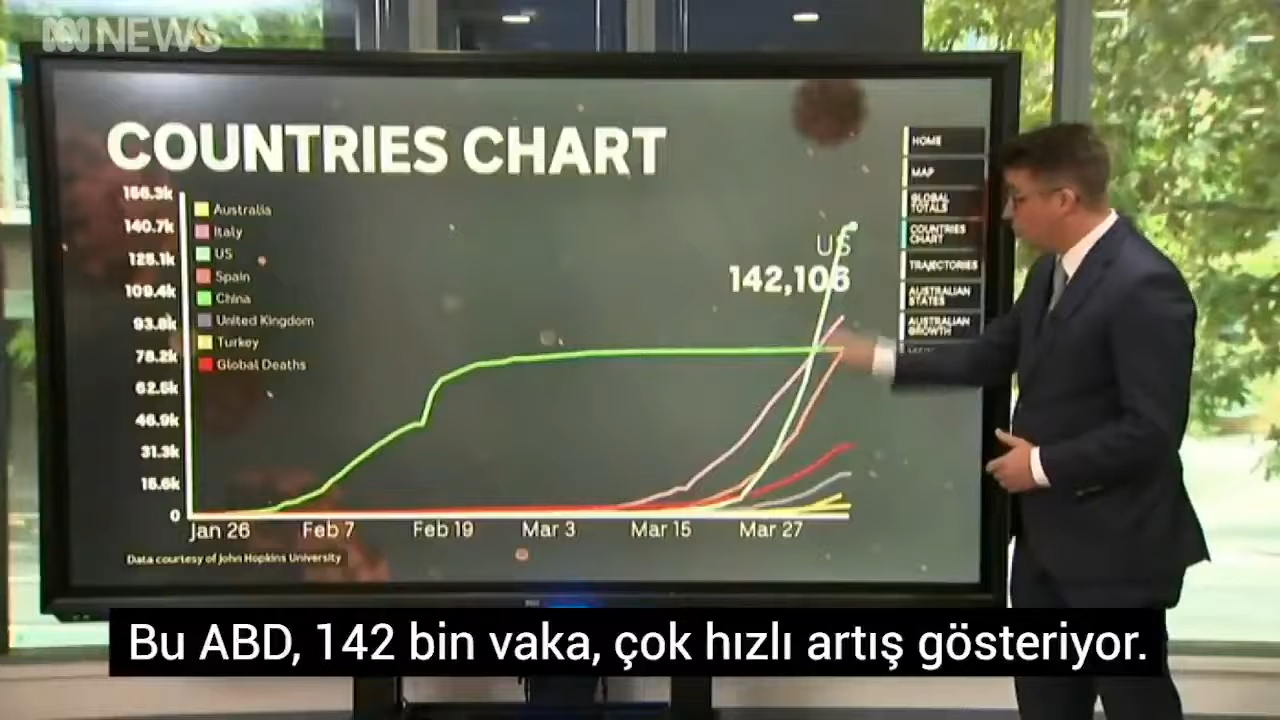 NEWS
COUNTRIES CHART
156.3k
140.7k
125.1k
109.4k
93.8k
78.2k
62.5k
46.9k
31.3k
15.6k
0
Australia
Italy
US
Spain
China
United Kingdom
Turkey
Global Deaths
US
142,106
Jan 26
Feb 7
Feb 19
Mar 3
Mar 15
Mar 27
Data courtesy of John Hopkins University
HOME
MAP
GLOBAL
TOTALS
COUNTRIES
CHART
TRAJECTORIES
AUSTRALIAN
STATES
AUSTRALIAN
GROWTH
Bu ABD, 142 bin vaka, çok hızlı artış gösteriyor.